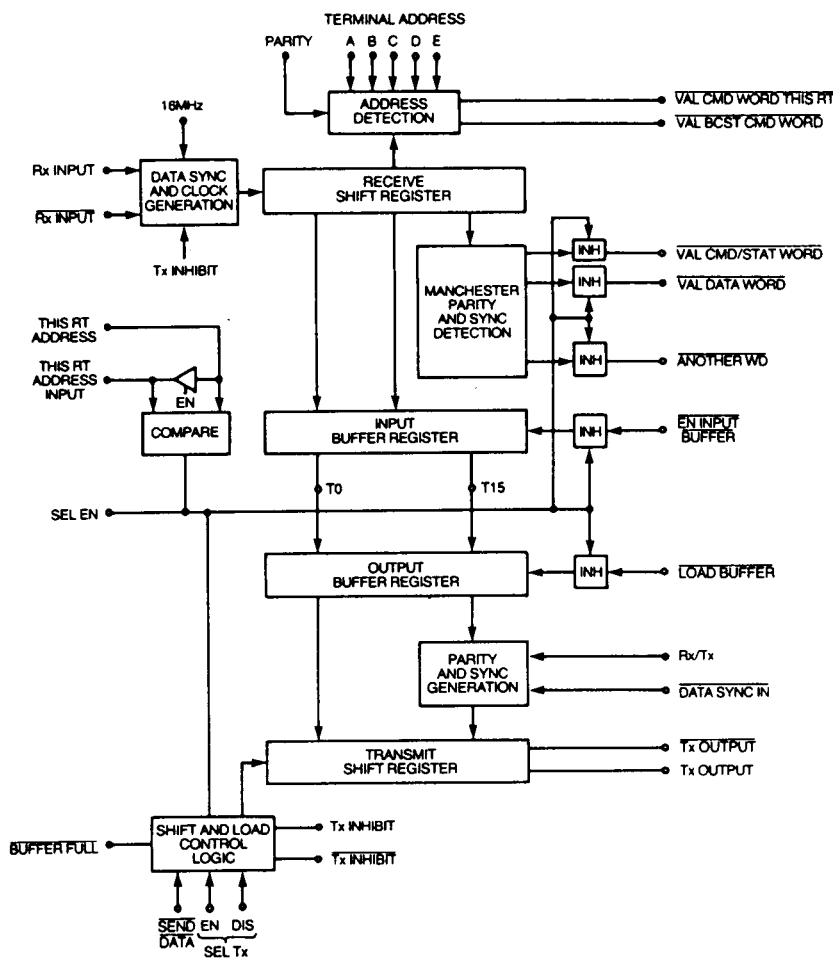 TERMINAL ADDRESS
PARITY
A B C D E
16MHz
ADDRESS
DETECTION
VAL CMD WORD THIS RT
VAL BCST CMD WORD
Rx INPUT
Rx INPUT
DATA SYNC
AND CLOCK
GENERATION
Tx INHIBIT
RECEIVE
SHIFT REGISTER
MANCHESTER
PARITY
AND SYNC
DETECTION
INH
VAL CMD/STAT WORD
INH
VAL DATA WORD
INH
ANOTHER WD
THIS RT
ADDRESS
THIS RT
ADDRESS
INPUT
EN
COMPARE
INPUT
BUFFER REGISTER
INH
EN INPUT
BUFFER
T0
T15
SEL EN
OUTPUT
BUFFER REGISTER
INH
LOAD BUFFER
PARITY
AND SYNC
GENERATION
Rx/Tx
DATA SYNC IN
TRANSMIT
SHIFT REGISTER
Tx OUTPUT
Tx OUTPUT
BUFFER FULL
SHIFT AND LOAD
CONTROL
LOGIC
Tx INHIBIT
Tx INHIBIT
SEND
DATA
EN DIS
SEL Tx